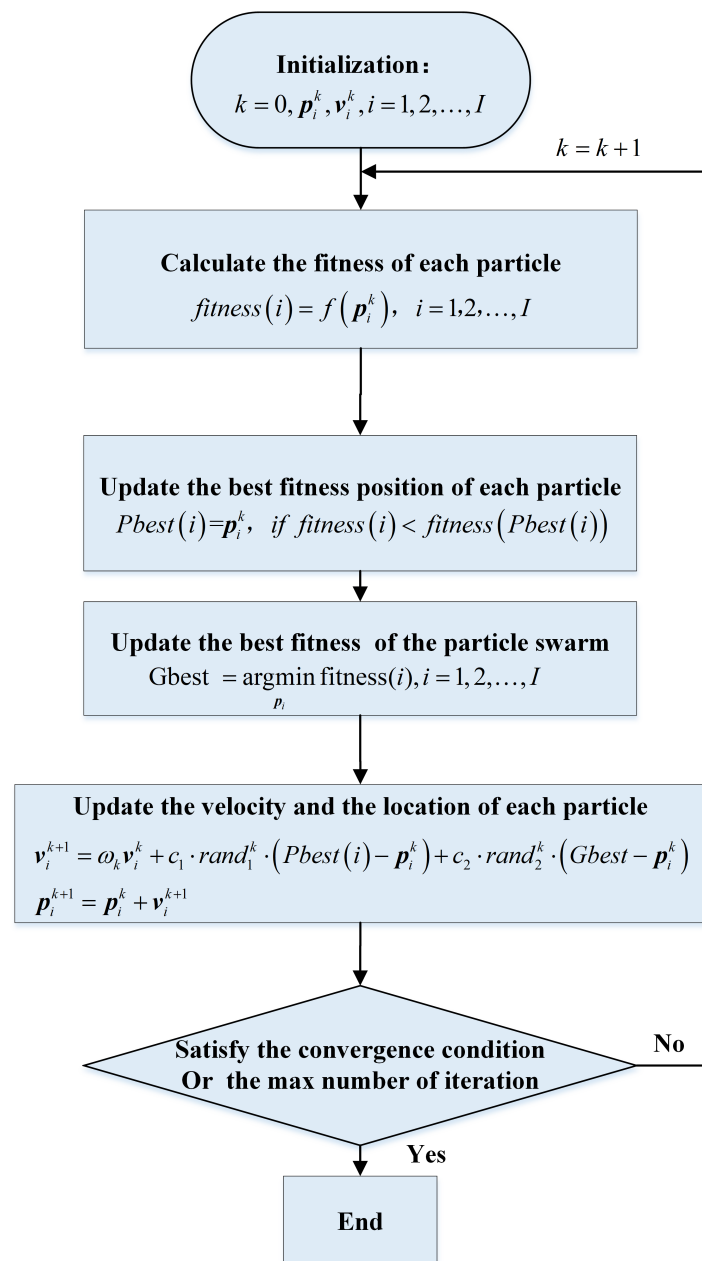 Initialization：
k = 0, p_i^k, v_i^k, i = 1, 2, …, I
k = k + 1
Calculate the fitness of each particle
fitness(i) = f(p_i^k)，i = 1,2,…,I
Update the best fitness position of each particle
Pbest(i)=p_i^k，if fitness(i) < fitness(Pbest(i))
Update the best fitness of the particle swarm
Gbest = argmin fitness(i), i = 1, 2, …, I
p_i
Update the velocity and the location of each particle
v_i^{k+1} = ω_k v_i^k + c_1 · rand_1^k · (Pbest(i) − p_i^k) + c_2 · rand_2^k · (Gbest − p_i^k)
p_i^{k+1} = p_i^k + v_i^{k+1}
Satisfy the convergence condition
No
Or the max number of iteration
Yes
End